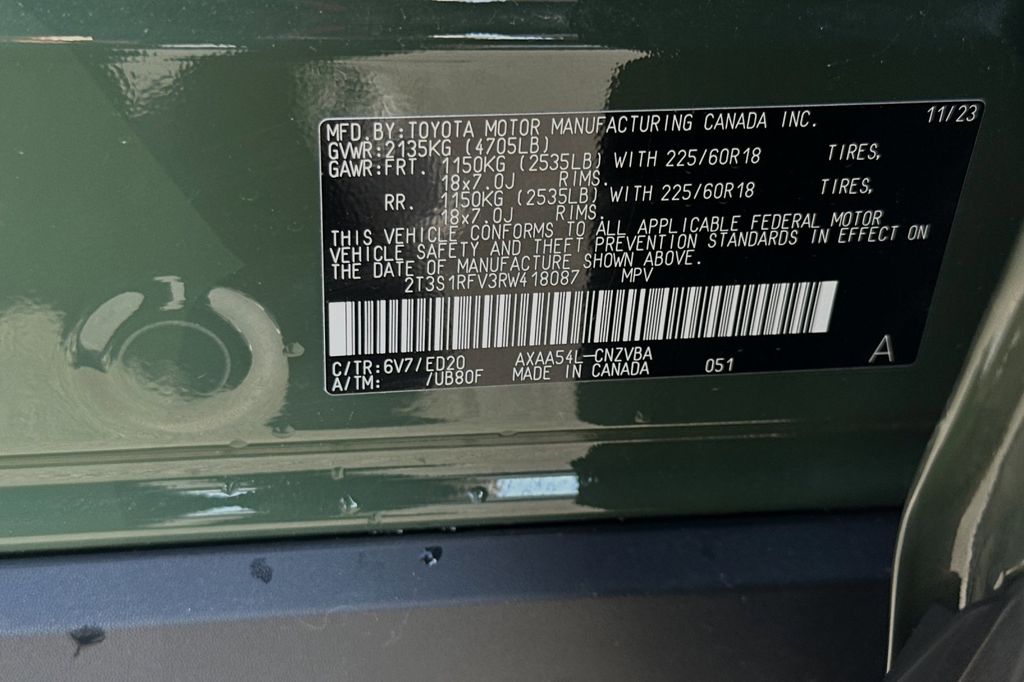 MFD.BY:TOYOTA MOTOR MANUFACTURING CANADA INC. 11/23
GVWR:2135KG (4705LB)
GAWR:FRT. 1150KG (2535LB) WITH 225/60R18 TIRES,
18x7.0J RIMS.
RR. 1150KG (2535LB) WITH 225/60R18 TIRES,
18x7.0J RIMS.
THIS VEHICLE CONFORMS TO ALL APPLICABLE FEDERAL MOTOR
VEHICLE SAFETY AND THEFT PREVENTION STANDARDS IN EFFECT ON
THE DATE OF MANUFACTURE SHOWN ABOVE.
2T3S1RFV3RW418087 MPV
C/TR:6V7/ED20 AXAA54L-CNZVBA
A/TM: /UB80F MADE IN CANADA 051 A